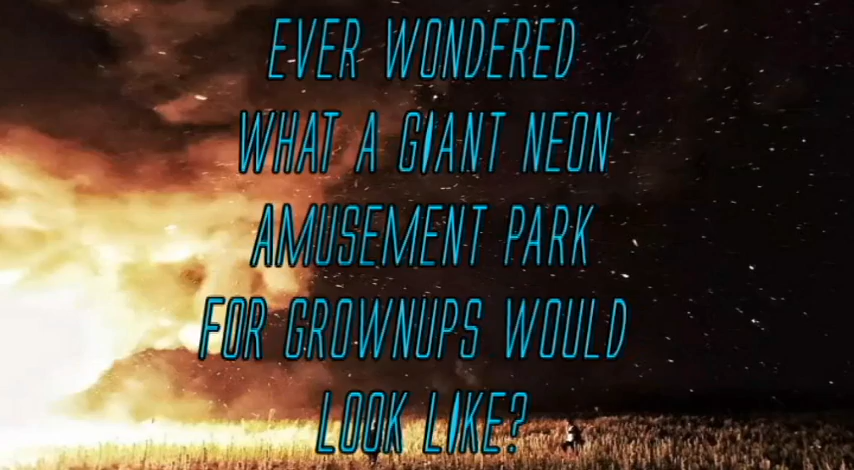 EVER WONDERED
WHAT A GIANT NEON
AMUSEMENT PARK
FOR GROWNUPS WOULD
LOOK LIKE?